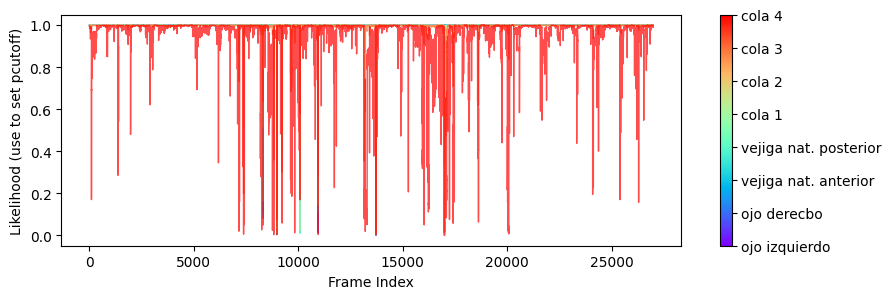 Likelihood (use to set pcutoff)
1.0
0.8
0.6
0.4
0.2
0.0
0
5000
10000
15000
20000
25000
Frame Index
cola 4
cola 3
cola 2
cola 1
vejiga nat. posterior
vejiga nat. anterior
ojo derecbo
ojo izquierdo